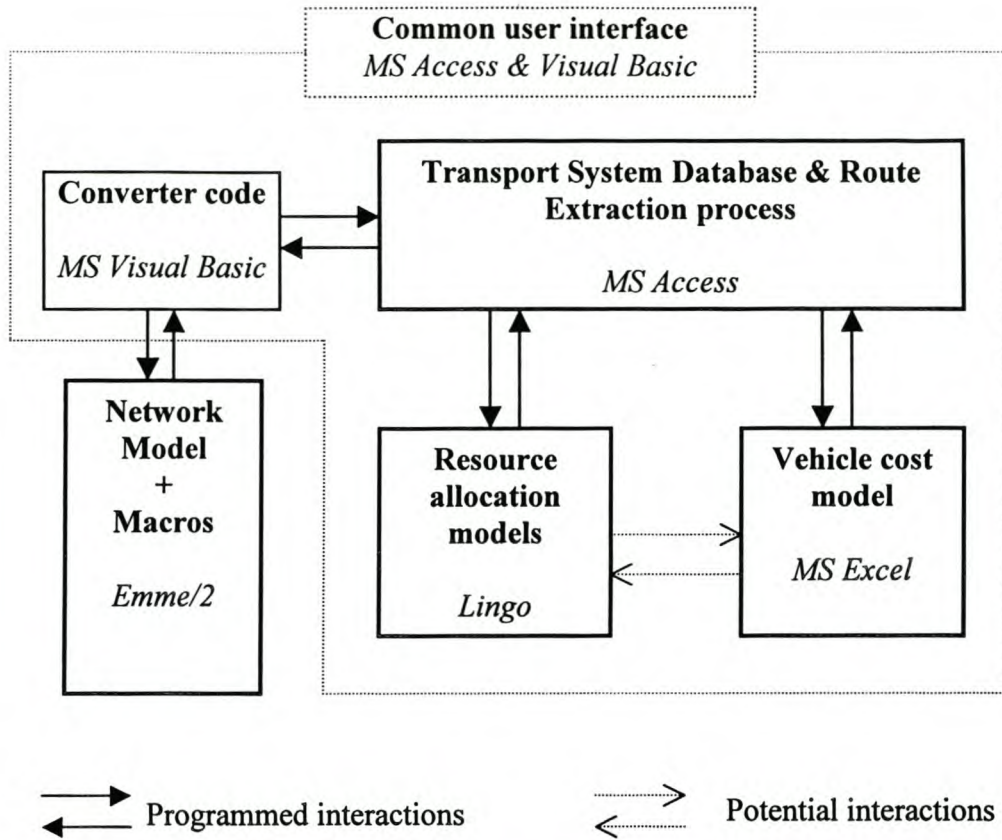 Common user interface
MS Access & Visual Basic
Converter code
MS Visual Basic
Transport System Database & Route
Extraction process
MS Access
Network
Model
+
Macros
Emme/2
Resource
allocation
models
Lingo
Vehicle cost
model
MS Excel
Programmed interactions
Potential interactions